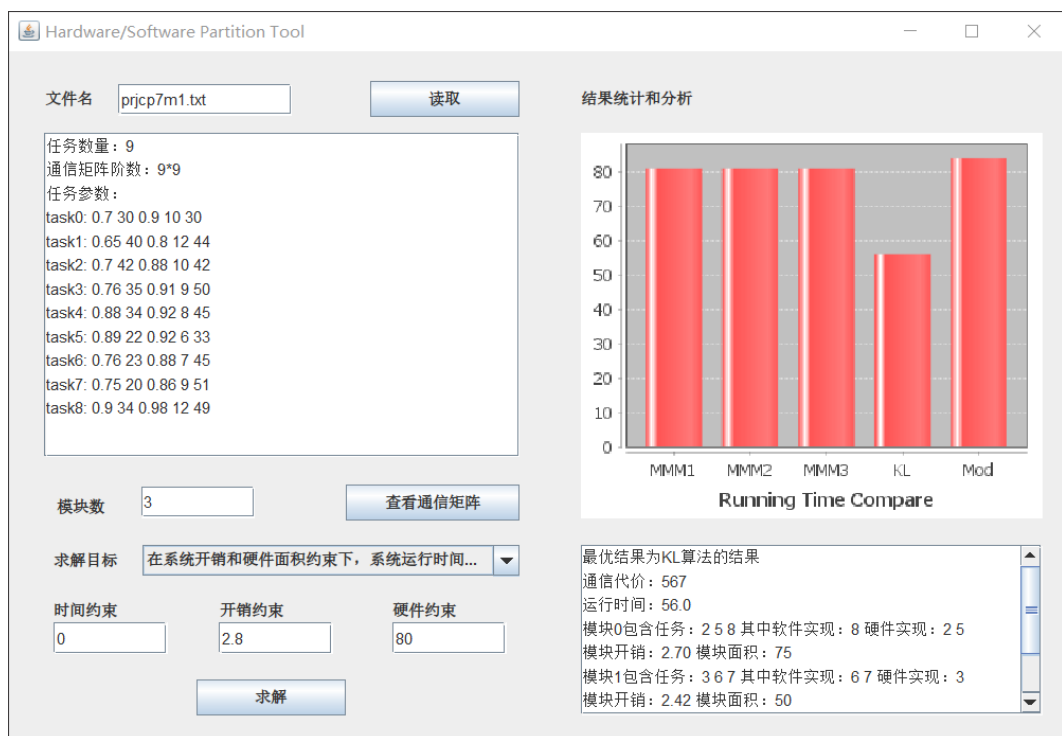 Hardware/Software Partition Tool
文件名
prjcp7m1.txt
读取
任务数量：9
通信矩阵阶数：9*9
任务参数：
task0: 0.7 30 0.9 10 30
task1: 0.65 40 0.8 12 44
task2: 0.7 42 0.88 10 42
task3: 0.76 35 0.91 9 50
task4: 0.88 34 0.92 8 45
task5: 0.89 22 0.92 6 33
task6: 0.76 23 0.88 7 45
task7: 0.75 20 0.86 9 51
task8: 0.9 34 0.98 12 49
模块数
3
查看通信矩阵
求解目标
在系统开销和硬件面积约束下，系统运行时间...
时间约束
开销约束
硬件约束
0
2.8
80
求解
结果统计和分析
80
70
60
50
40
30
20
10
0
MMM1
MMM2
MMM3
KL
Mod
Running Time Compare
最优结果为KL算法的结果
通信代价：567
运行时间：56.0
模块0包含任务：2 5 8 其中软件实现：8 硬件实现：2 5
模块开销：2.70 模块面积：75
模块1包含任务：3 6 7 其中软件实现：6 7 硬件实现：3
模块开销：2.42 模块面积：50